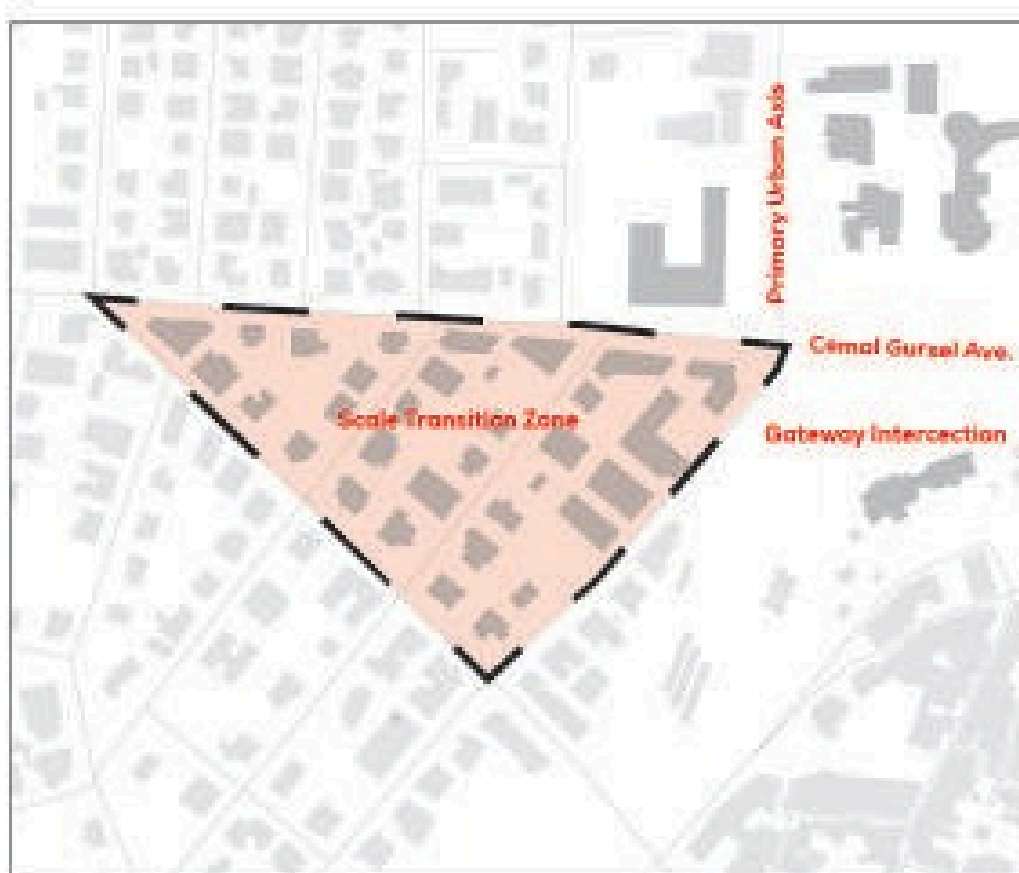 Primary Urban Axis
Cemal Gursel Ave.
Scale Transition Zone
Gateway Intercection